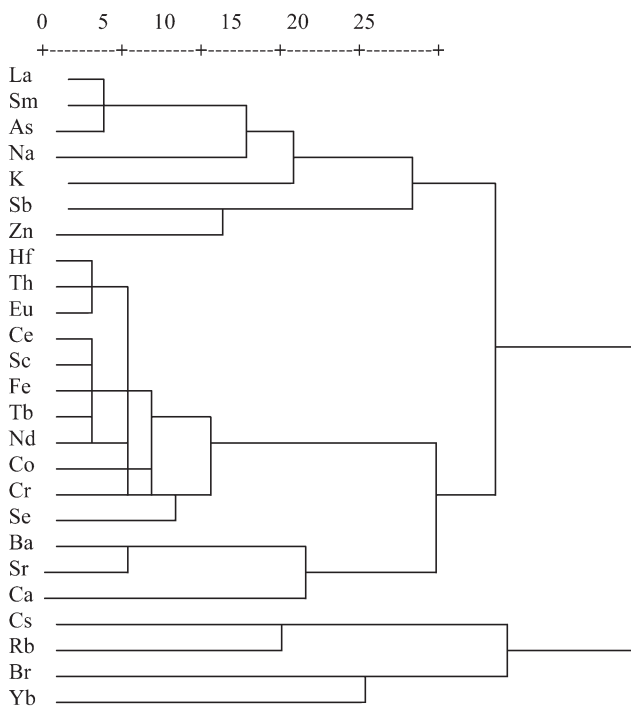 0 5 10 15 20 25
+---------+---------+---------+---------+---------+
La
Sm
As
Na
K
Sb
Zn
Hf
Th
Eu
Ce
Sc
Fe
Tb
Nd
Co
Cr
Se
Ba
Sr
Ca
Cs
Rb
Br
Yb